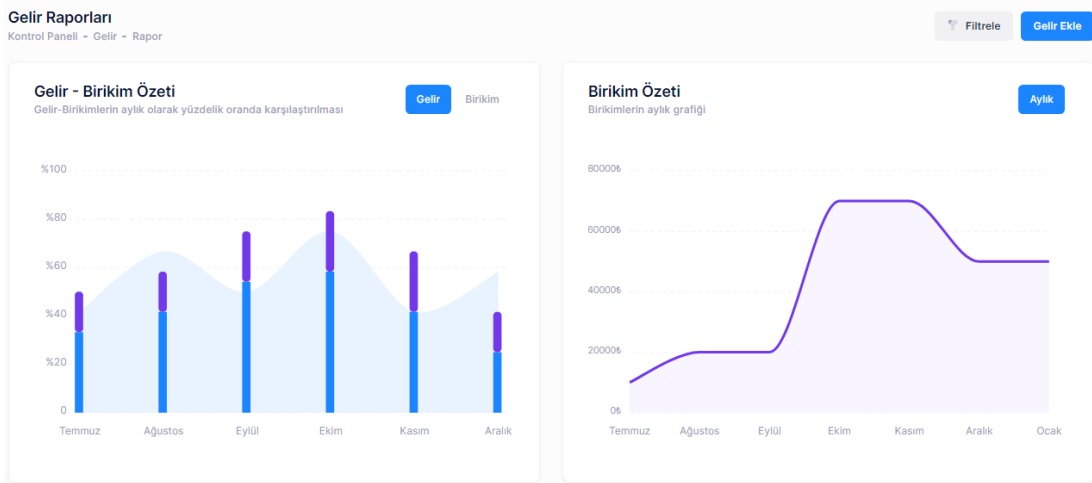 Gelir Raporları
Kontrol Paneli - Gelir - Rapor
Filtrele
Gelir Ekle
Gelir - Birikim Özeti
Gelir-Birikimlerin aylık olarak yüzdelik oranda karşılaştırılması
Gelir
Birikim
%100
%80
%60
%40
%20
0
Temmuz Ağustos Eylül Ekim Kasım Aralık
Birikim Özeti
Birikimlerin aylık grafiği
Aylık
80000₺
60000₺
40000₺
20000₺
0₺
Temmuz Ağustos Eylül Ekim Kasım Aralık Ocak